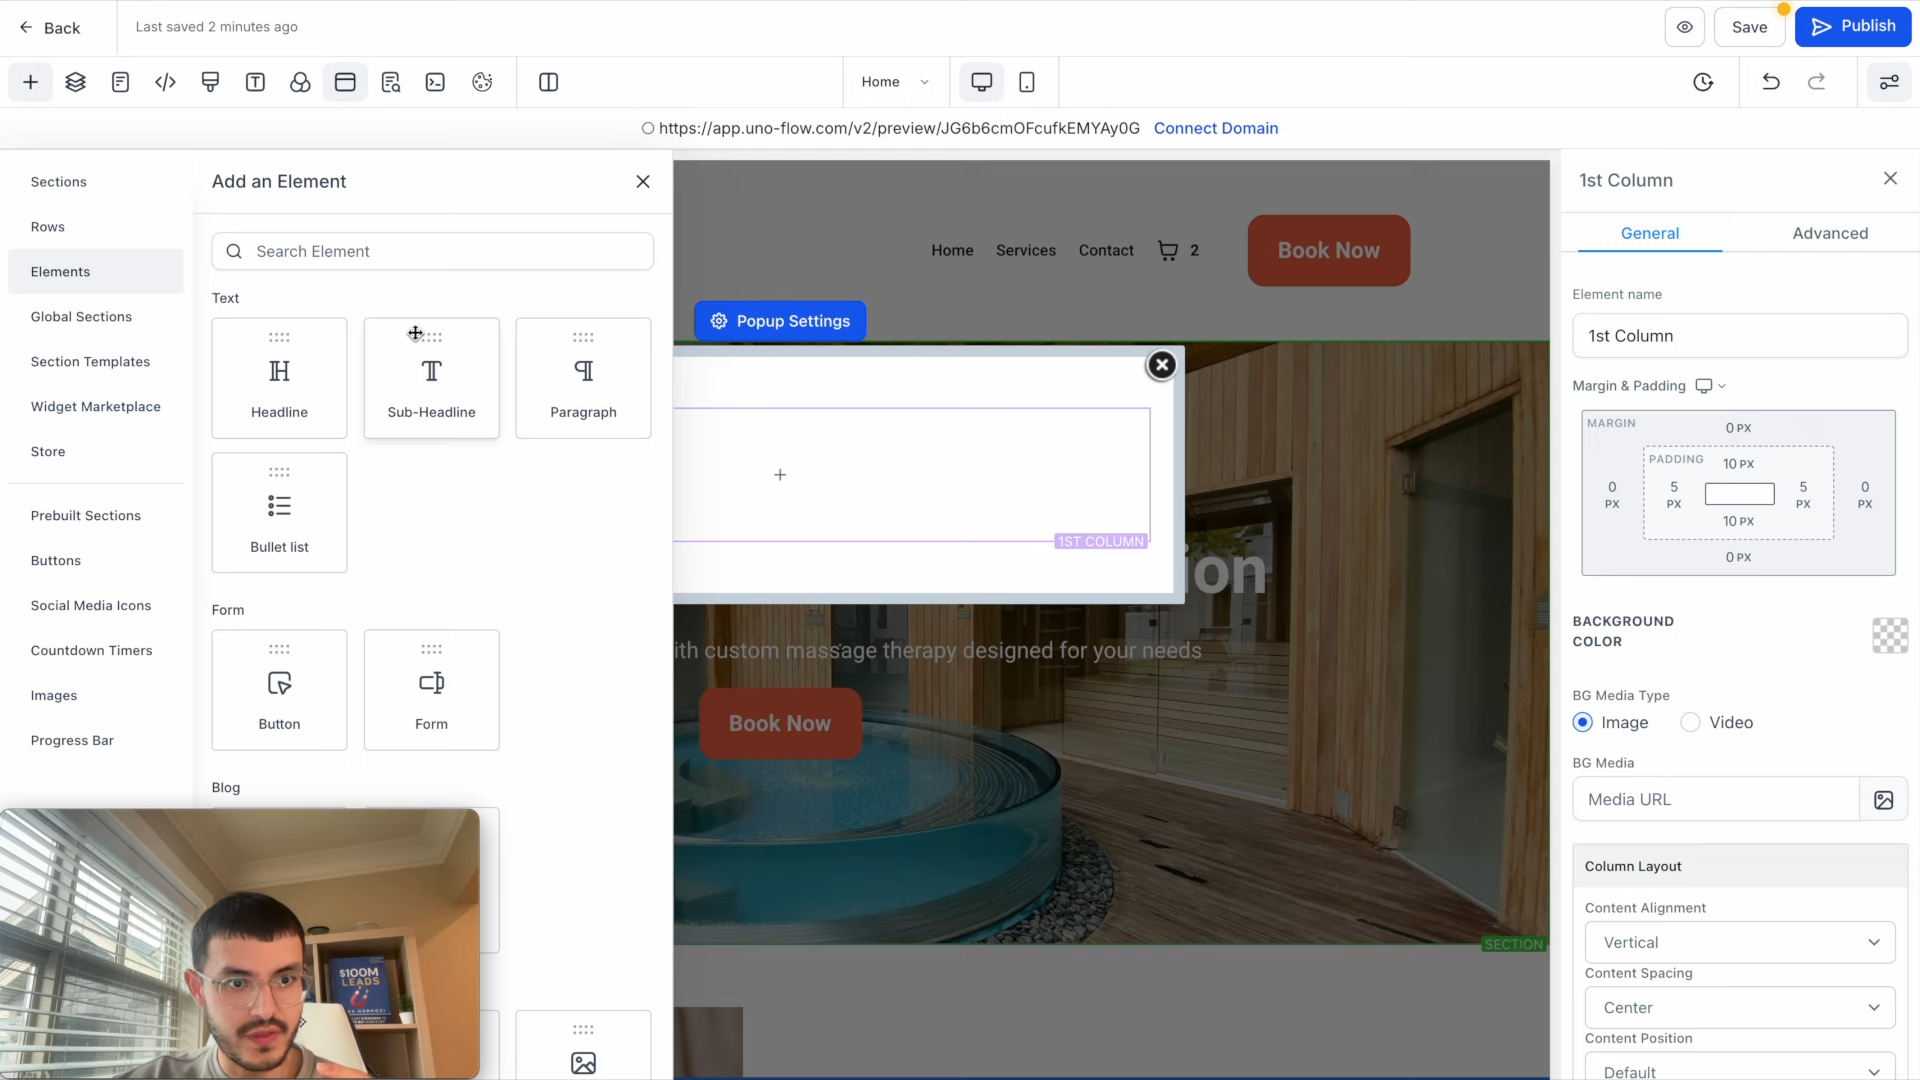 Back
Last saved 2 minutes ago
Save
Publish
Home
https://app.uno-flow.com/v2/preview/JG6b6cmOFcufkEMYAy0G Connect Domain
Sections
Rows
Elements
Global Sections
Section Templates
Widget Marketplace
Store
Prebuilt Sections
Buttons
Social Media Icons
Countdown Timers
Images
Progress Bar
Add an Element
Search Element
Text
Headline
Sub-Headline
Paragraph
Bullet list
Form
Button
Form
Blog
Home
Services
Contact
2
Book Now
Popup Settings
1ST COLUMN
ion
ith custom massage therapy designed for your needs
Book Now
SECTION
1st Column
General
Advanced
Element name
1st Column
Margin & Padding
MARGIN
0 PX
PADDING
10 PX
0 PX
5 PX
5 PX
0 PX
10 PX
0 PX
BACKGROUND
COLOR
BG Media Type
Image
Video
BG Media
Media URL
Column Layout
Content Alignment
Vertical
Content Spacing
Center
Content Position
Default
$100M
LEADS